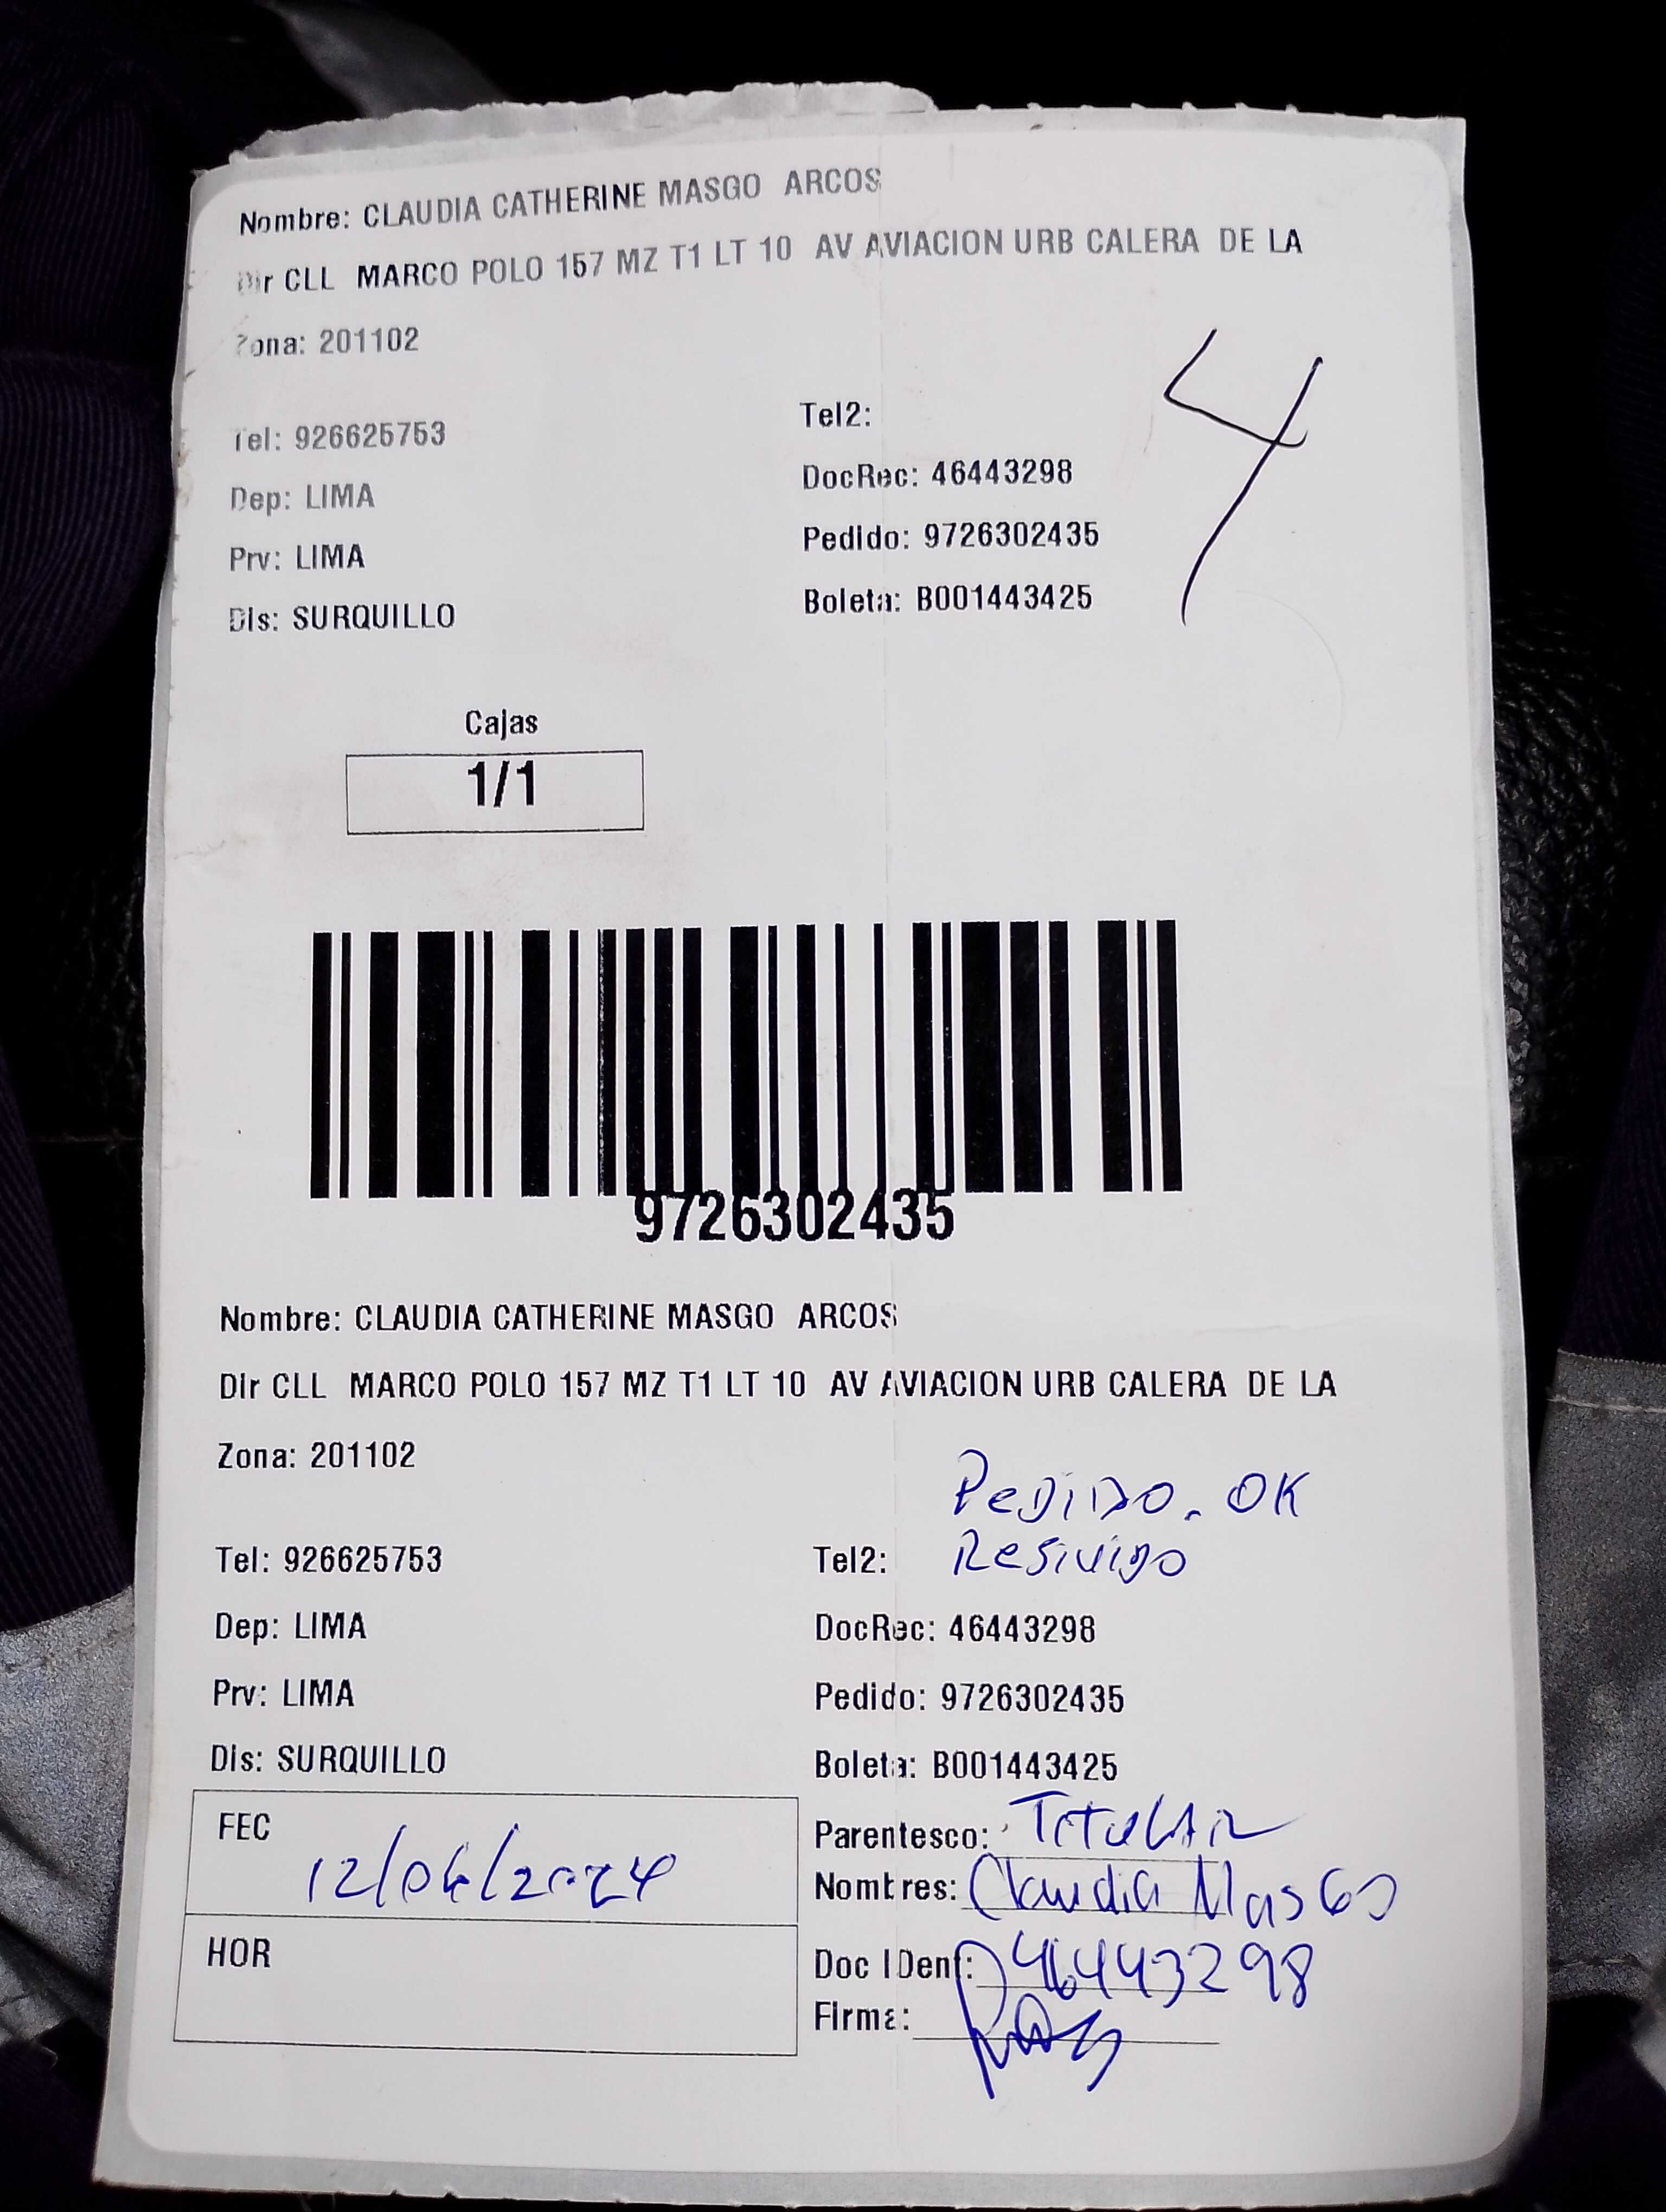 Nombre: CLAUDIA CATHERINE MASGO ARCOS
Dir CLL MARCO POLO 157 MZ T1 LT 10 AV AVIACION URB CALERA DE LA
Zona: 201102
4
Tel: 926625753 Tel2:
Dep: LIMA DocRec: 46443298
Prv: LIMA Pedido: 9726302435
Dis: SURQUILLO Boleta: B001443425
Cajas
1/1
9726302435
Nombre: CLAUDIA CATHERINE MASGO ARCOS
Dir CLL MARCO POLO 157 MZ T1 LT 10 AV AVIACION URB CALERA DE LA
Zona: 201102
Pedido. OK
Resivido
Tel: 926625753 Tel2:
Dep: LIMA DocRec: 46443298
Prv: LIMA Pedido: 9726302435
Dis: SURQUILLO Boleta: B001443425
FEC 12/06/2024
Parentesco: Titular
Nombres: Claudia Masgo
HOR
Doc IDent: 46443298
Firma: